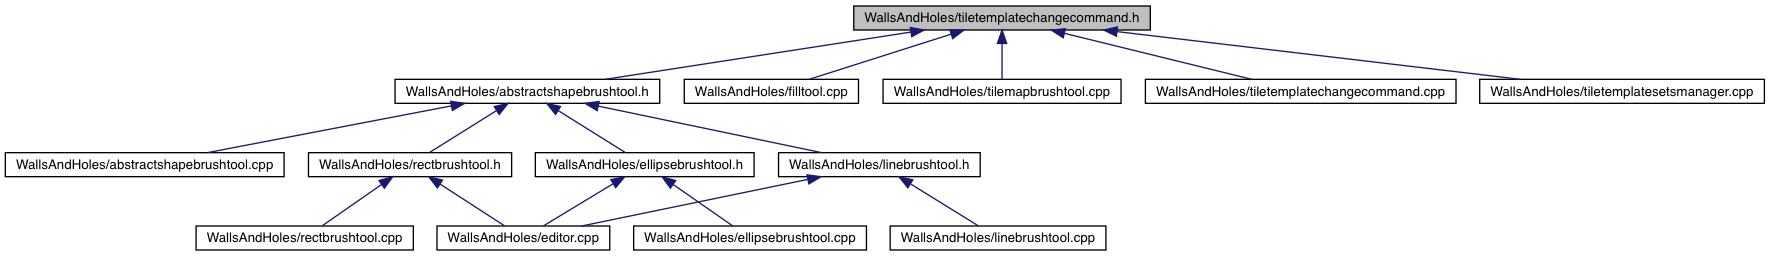 WallsAndHoles/tiletemplatechangecommand.h
WallsAndHoles/abstractshapebrushtool.h
WallsAndHoles/filltool.cpp
WallsAndHoles/tilemapbrushtool.cpp
WallsAndHoles/tiletemplatechangecommand.cpp
WallsAndHoles/tiletemplatesetsmanager.cpp
WallsAndHoles/abstractshapebrushtool.cpp
WallsAndHoles/rectbrushtool.h
WallsAndHoles/ellipsebrushtool.h
WallsAndHoles/linebrushtool.h
WallsAndHoles/rectbrushtool.cpp
WallsAndHoles/editor.cpp
WallsAndHoles/ellipsebrushtool.cpp
WallsAndHoles/linebrushtool.cpp